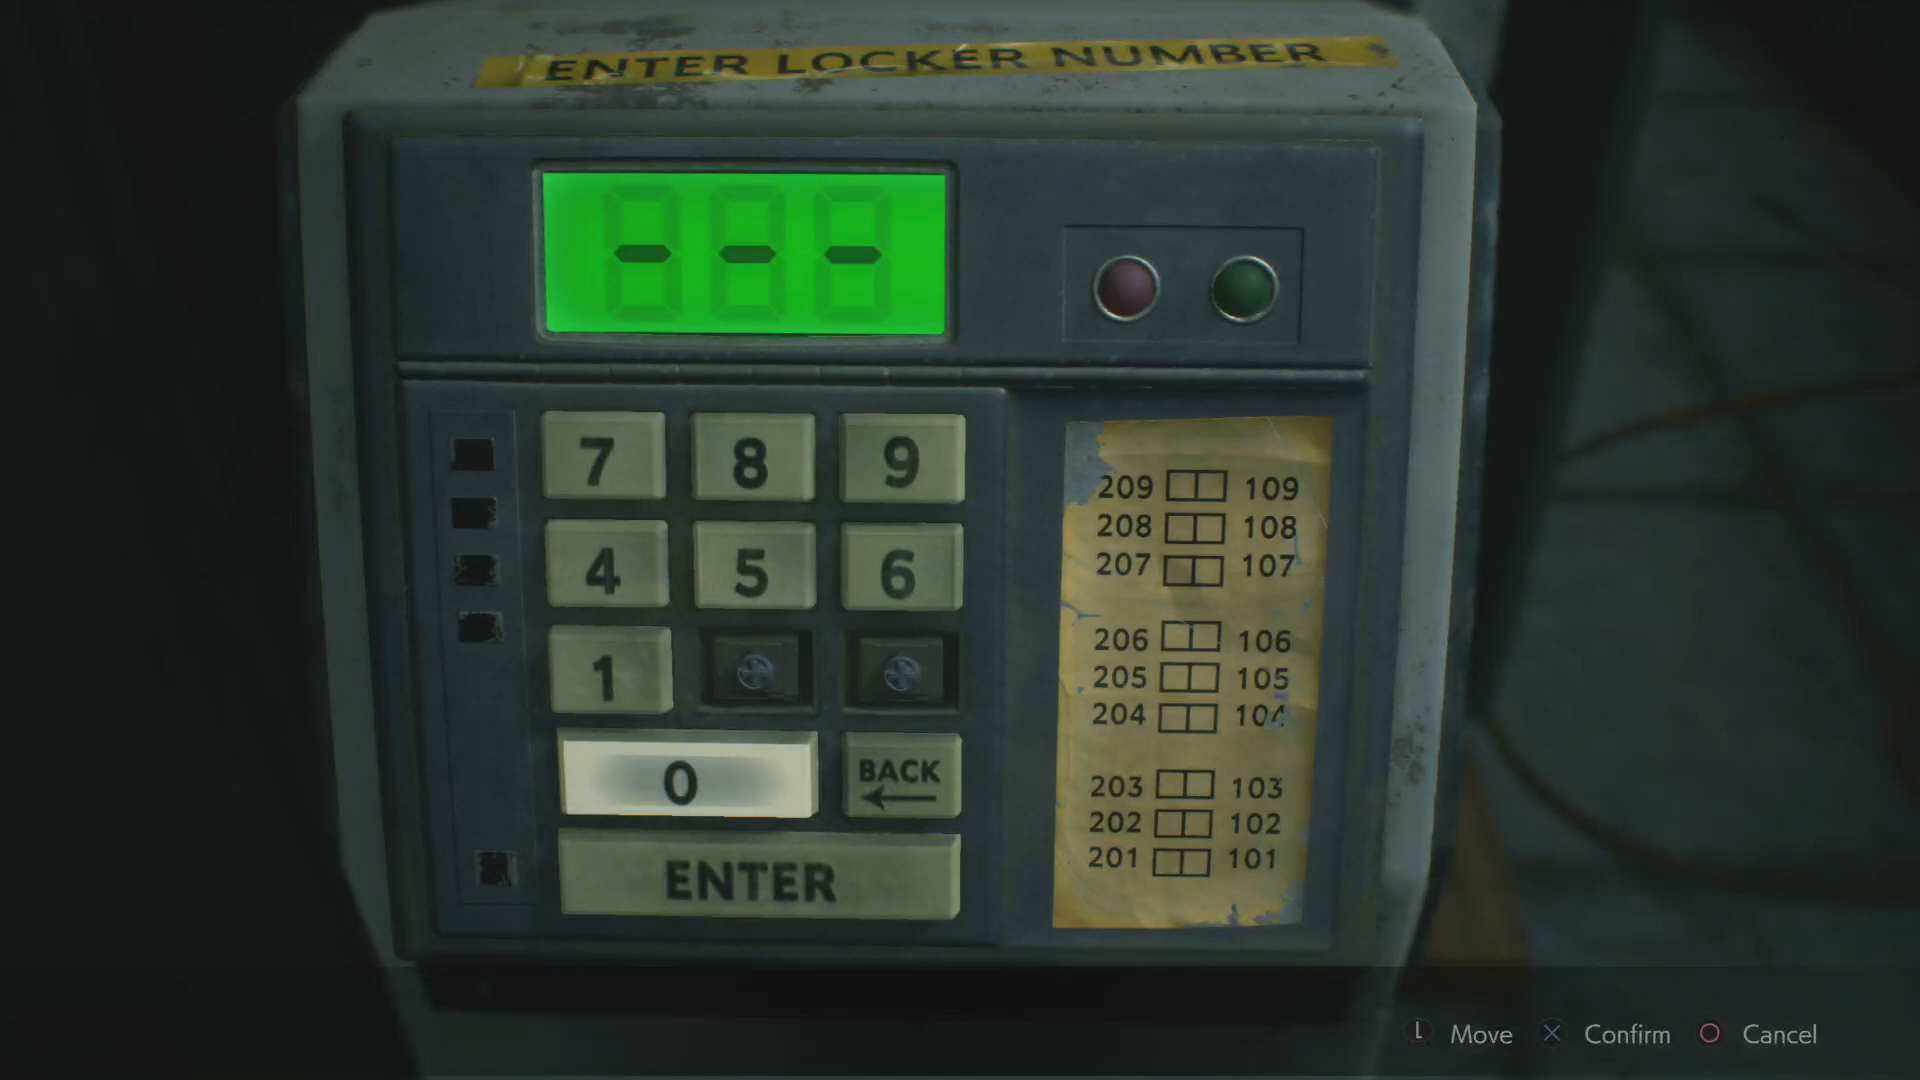 ENTER LOCKER NUMBER
- - -
7 8 9
4 5 6
1
0 BACK
ENTER
209 109
208 108
207 107
206 106
205 105
204 104
203 103
202 102
201 101
L Move Confirm Cancel